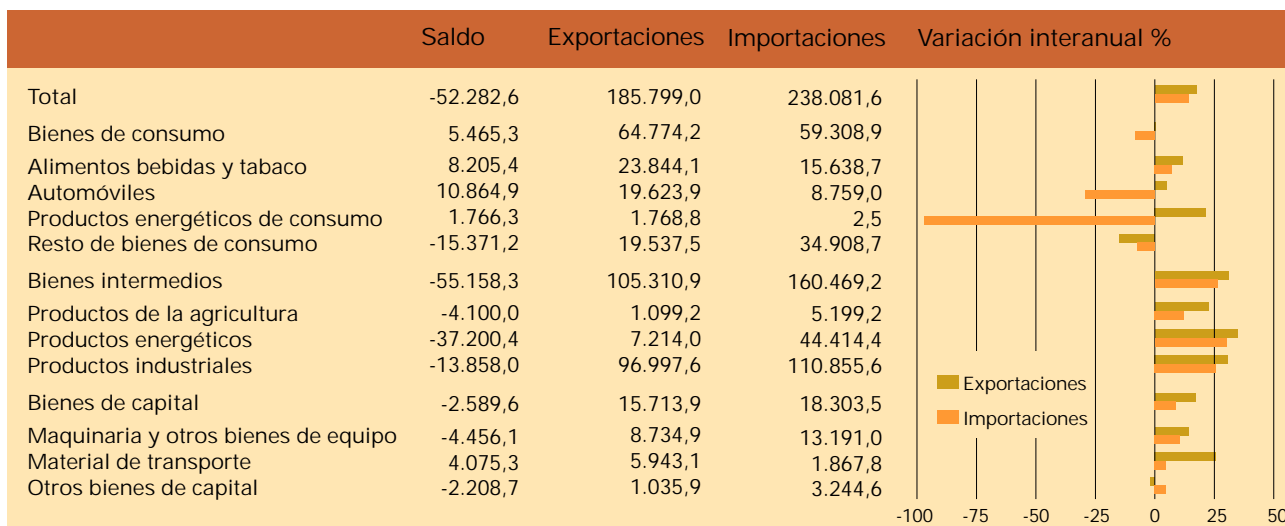 Saldo Exportaciones Importaciones Variación interanual %
Total -52.282,6 185.799,0 238.081,6
Bienes de consumo 5.465,3 64.774,2 59.308,9
Alimentos bebidas y tabaco 8.205,4 23.844,1 15.638,7
Automóviles 10.864,9 19.623,9 8.759,0
Productos energéticos de consumo 1.766,3 1.768,8 2,5
Resto de bienes de consumo -15.371,2 19.537,5 34.908,7
Bienes intermedios -55.158,3 105.310,9 160.469,2
Productos de la agricultura -4.100,0 1.099,2 5.199,2
Productos energéticos -37.200,4 7.214,0 44.414,4
Productos industriales -13.858,0 96.997,6 110.855,6
Exportaciones
Bienes de capital -2.589,6 15.713,9 18.303,5
Importaciones
Maquinaria y otros bienes de equipo -4.456,1 8.734,9 13.191,0
Material de transporte 4.075,3 5.943,1 1.867,8
Otros bienes de capital -2.208,7 1.035,9 3.244,6
-100 -75 -50 -25 0 25 50